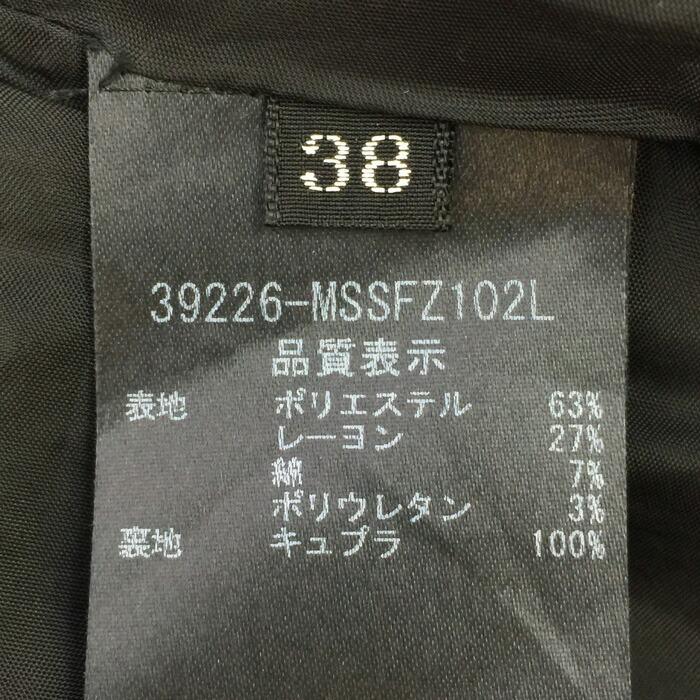 38
39226-MSSFZ102L
品質表示
表地 ポリエステル 63%
レーヨン 27%
綿 7%
ポリウレタン 3%
裏地 キュプラ 100%